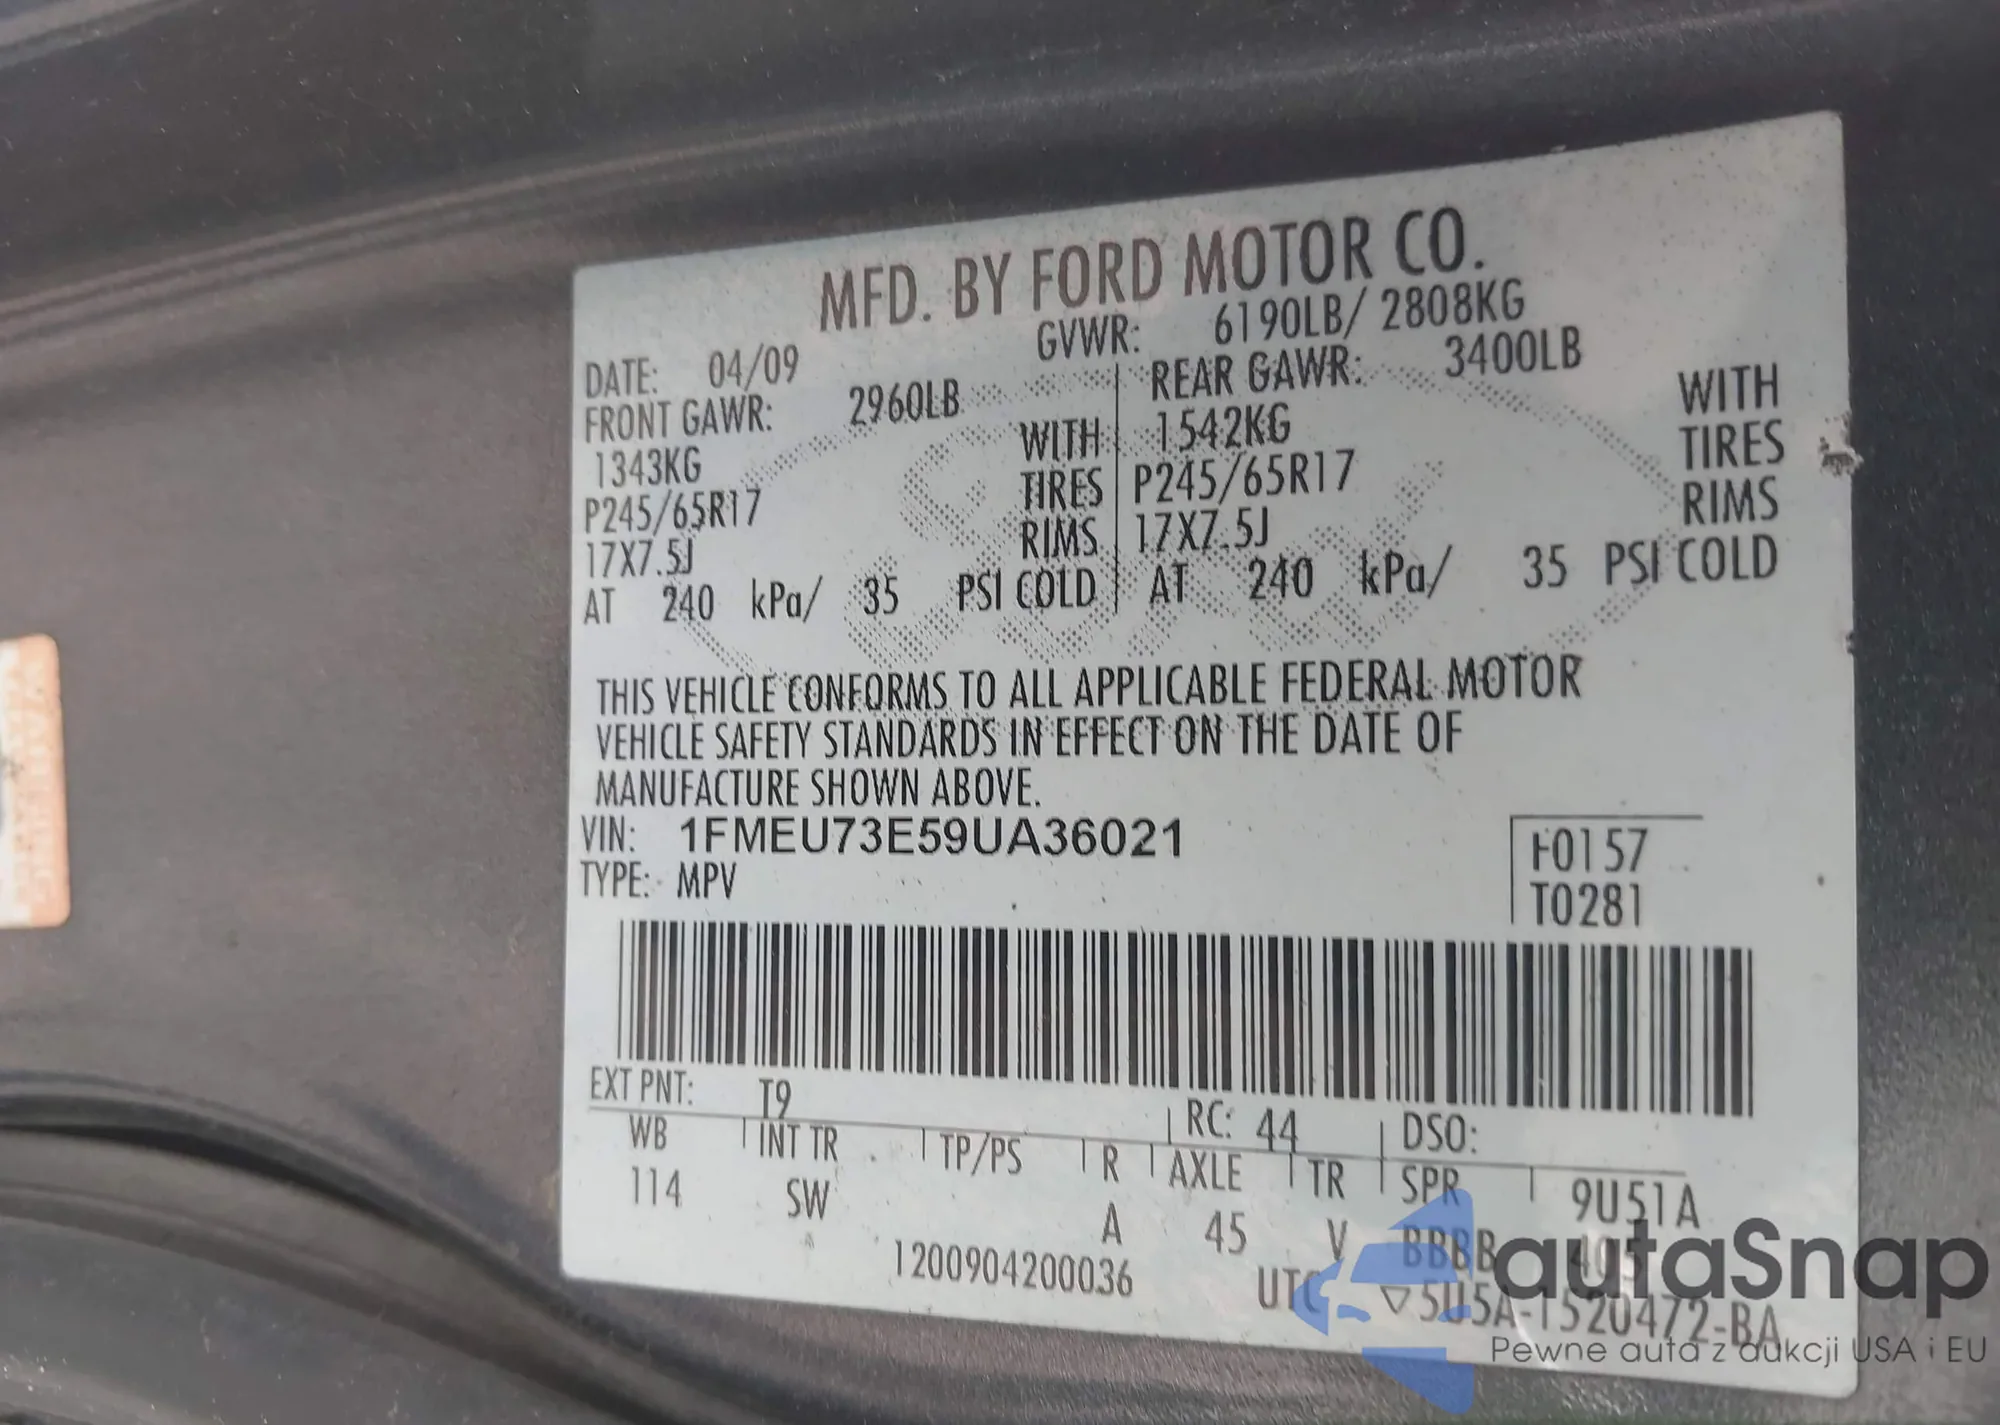 MFD. BY FORD MOTOR CO.
DATE: 04/09 GVWR: 6190LB/ 2808KG
FRONT GAWR: 2960LB REAR GAWR: 3400LB
1343KG WITH 1542KG WITH
P245/65R17 TIRES P245/65R17 TIRES
17X7.5J RIMS 17X7.5J RIMS
AT 240 kPa/ 35 PSI COLD AT 240 kPa/ 35 PSI COLD
THIS VEHICLE CONFORMS TO ALL APPLICABLE FEDERAL MOTOR
VEHICLE SAFETY STANDARDS IN EFFECT ON THE DATE OF
MANUFACTURE SHOWN ABOVE.
VIN: 1FMEU73E59UA36021
TYPE: MPV
F0157
T0281
EXT PNT: T9 RC: 44 DSO:
WB INT TR TP/PS R AXLE TR SPR 9U51A
114 SW A 45 V BBBB
1200904200036
UTC ▽5U5A-1520472-BA
autaSnap
Pewne auta z aukcji USA i EU